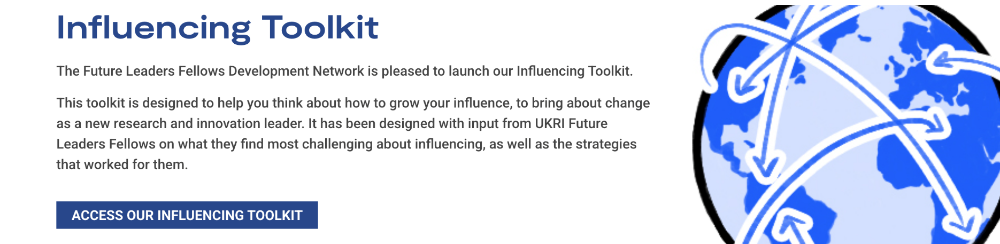 Influencing Toolkit
The Future Leaders Fellows Development Network is pleased to launch our Influencing Toolkit.
This toolkit is designed to help you think about how to grow your influence, to bring about change
as a new research and innovation leader. It has been designed with input from UKRI Future
Leaders Fellows on what they find most challenging about influencing, as well as the strategies
that worked for them.
ACCESS OUR INFLUENCING TOOLKIT